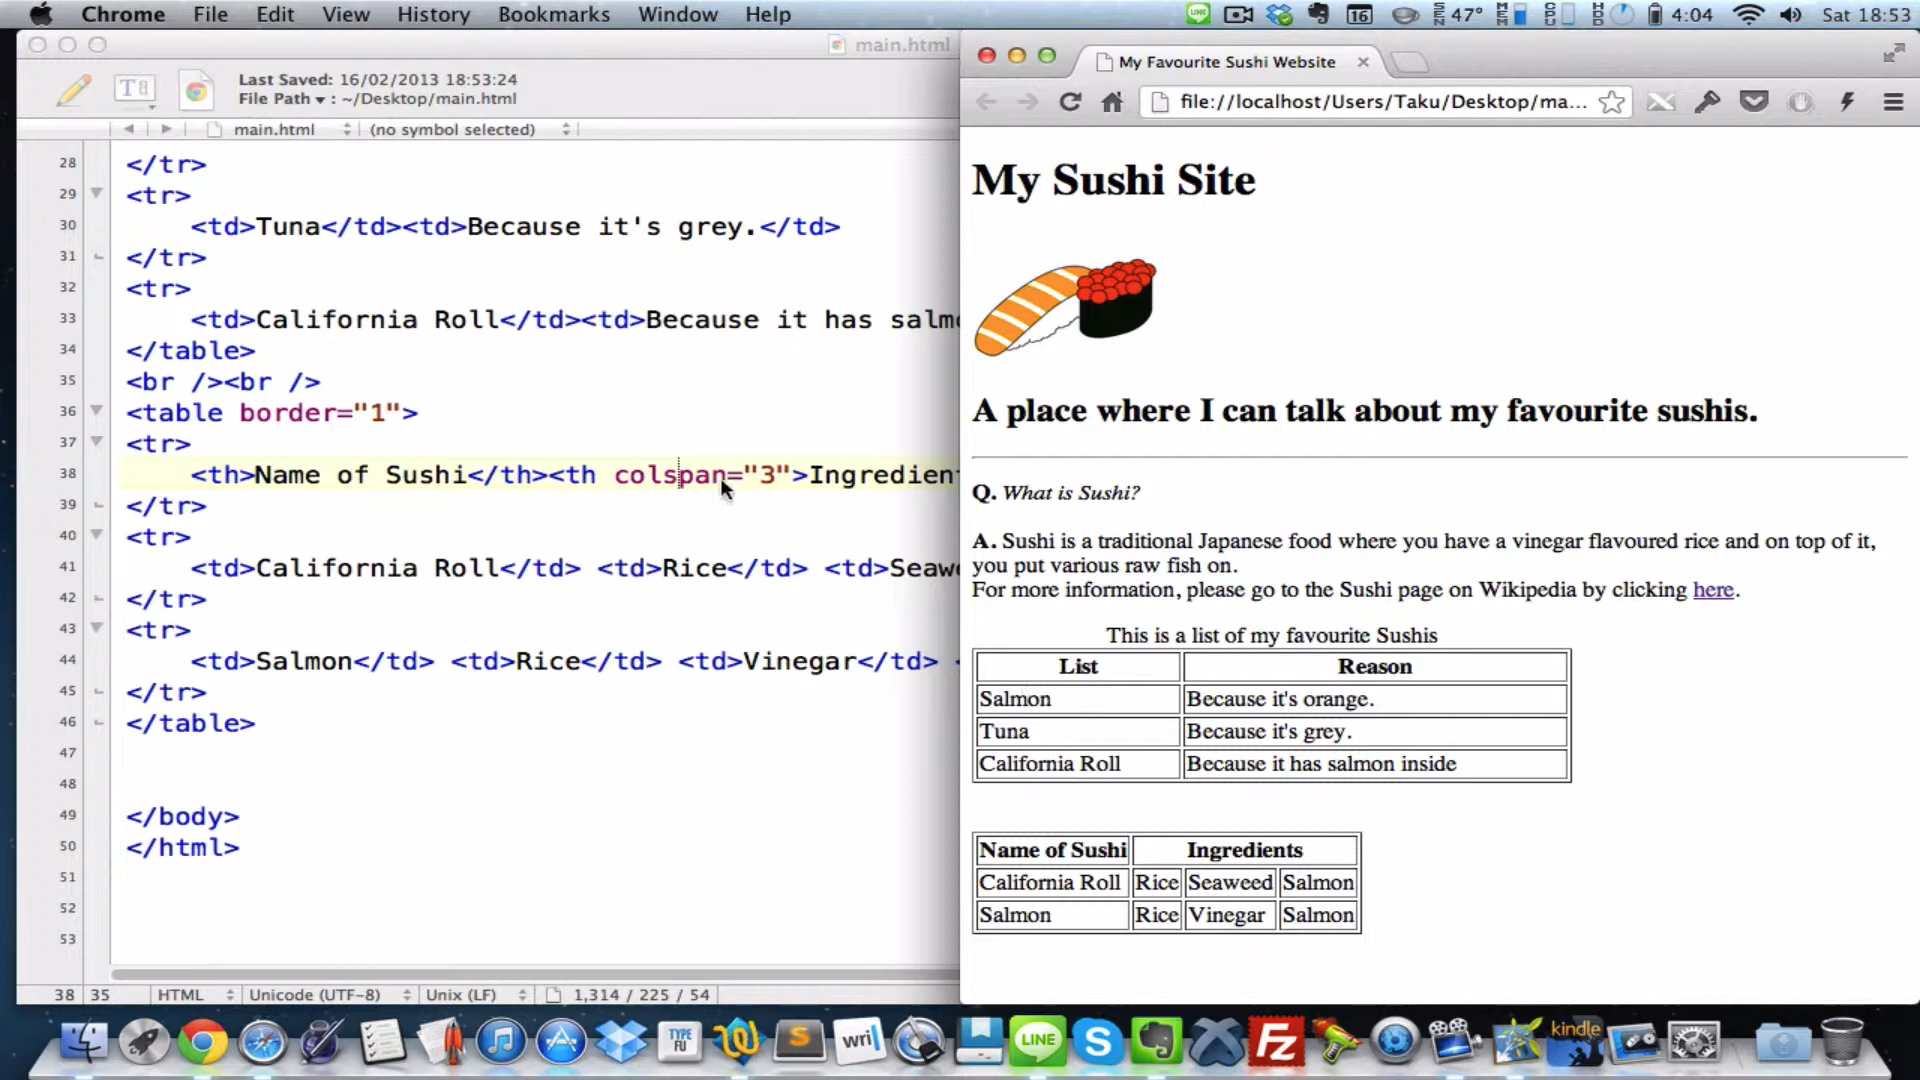 Chrome File Edit View History Bookmarks Window Help
16 47° 4:04 Sat 18:53
main.html
Last Saved: 16/02/2013 18:53:24
File Path ▾ : ~/Desktop/main.html
main.html (no symbol selected)
28 </tr>
29 <tr>
30 <td>Tuna</td><td>Because it's grey.</td>
31 </tr>
32 <tr>
33 <td>California Roll</td><td>Because it has salm
34 </table>
35 <br /><br />
36 <table border="1">
37 <tr>
38 <th>Name of Sushi</th><th colspan="3">Ingredien
39 </tr>
40 <tr>
41 <td>California Roll</td> <td>Rice</td> <td>Seaw
42 </tr>
43 <tr>
44 <td>Salmon</td> <td>Rice</td> <td>Vinegar</td> <
45 </tr>
46 </table>
47
48
49 </body>
50 </html>
51
52
53
38 35 HTML Unicode (UTF-8) Unix (LF) 1,314 / 225 / 54
My Favourite Sushi Website
file://localhost/Users/Taku/Desktop/ma...
My Sushi Site
A place where I can talk about my favourite sushis.
Q. What is Sushi?
A. Sushi is a traditional Japanese food where you have a vinegar flavoured rice and on top of it,
you put various raw fish on.
For more information, please go to the Sushi page on Wikipedia by clicking here.
This is a list of my favourite Sushis
List Reason
Salmon Because it's orange.
Tuna Because it's grey.
California Roll Because it has salmon inside
Name of Sushi Ingredients
California Roll Rice Seaweed Salmon
Salmon Rice Vinegar Salmon
TYPE
FU
wri
LINE
kindle